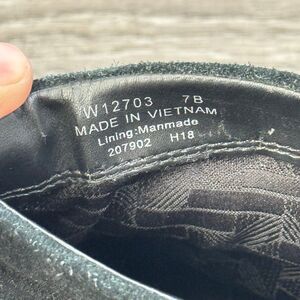 W12703 7B
MADE IN VIETNAM
Lining:Manmade
207902 H18